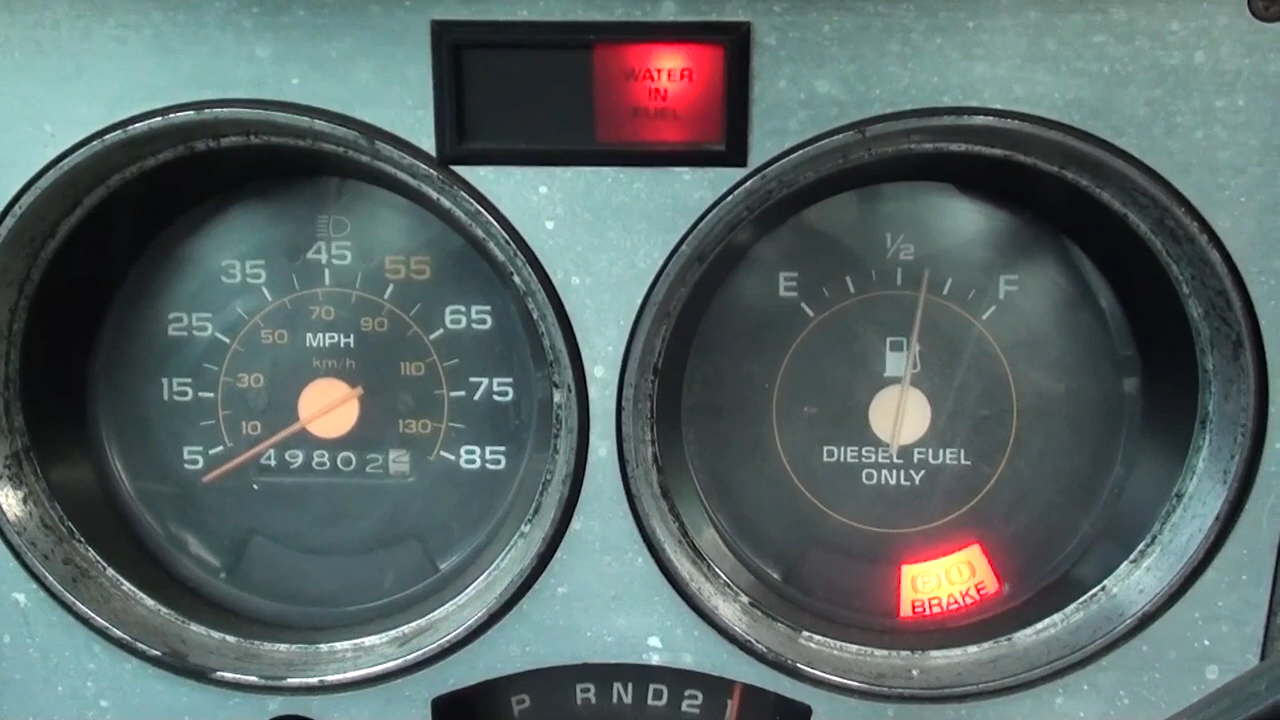 WATER
IN
FUEL
45
35 55
25 65
15 75
5 85
70
50 90
30 110
10 130
MPH
km/h
49802
1/2
E F
DIESEL FUEL
ONLY
P !
BRAKE
P R N D 2